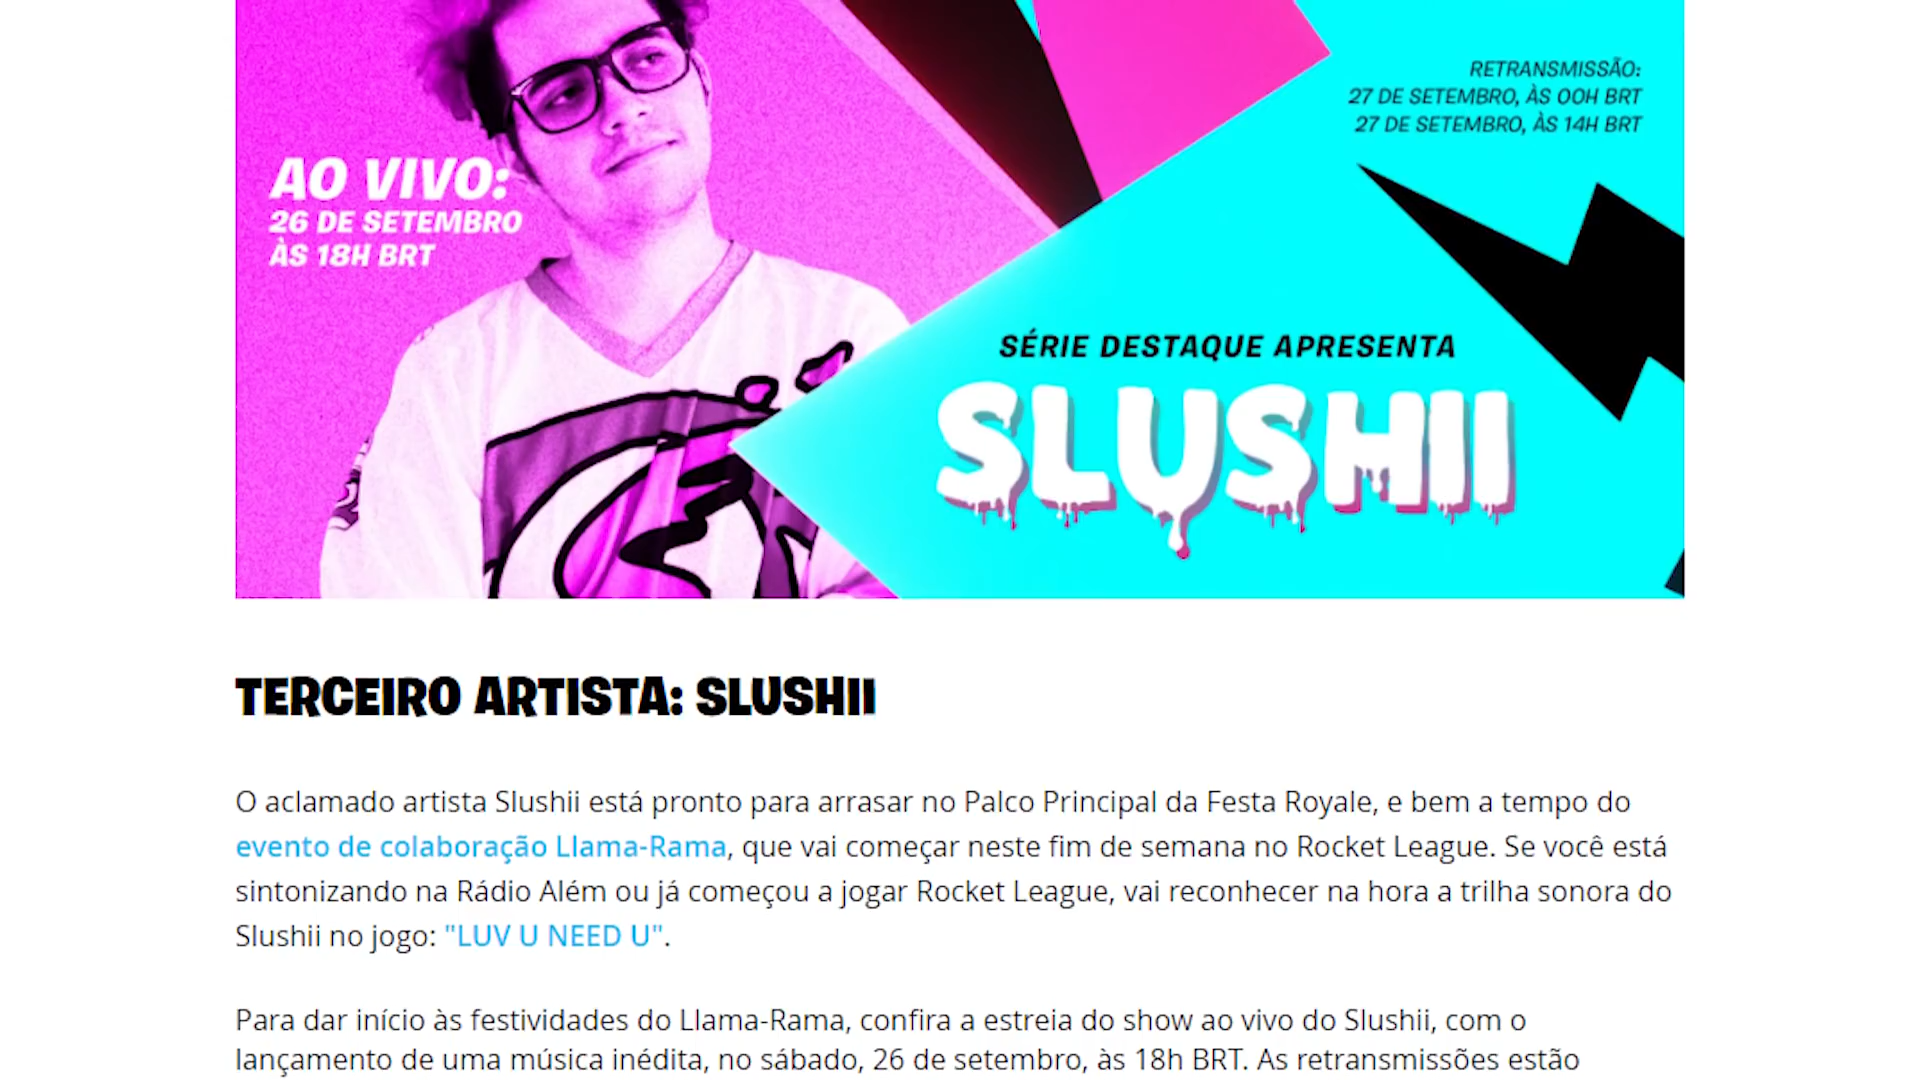 RETRANSMISSÃO:
27 DE SETEMBRO, ÀS 00H BRT
27 DE SETEMBRO, ÀS 14H BRT
AO VIVO:
26 DE SETEMBRO
ÀS 18H BRT
SÉRIE DESTAQUE APRESENTA
SLUSHII
TERCEIRO ARTISTA: SLUSHII
O aclamado artista Slushii está pronto para arrasar no Palco Principal da Festa Royale, e bem a tempo do
evento de colaboração Llama-Rama, que vai começar neste fim de semana no Rocket League. Se você está
sintonizando na Rádio Além ou já começou a jogar Rocket League, vai reconhecer na hora a trilha sonora do
Slushii no jogo: "LUV U NEED U".
Para dar início às festividades do Llama-Rama, confira a estreia do show ao vivo do Slushii, com o
lançamento de uma música inédita, no sábado, 26 de setembro, às 18h BRT. As retransmissões estão